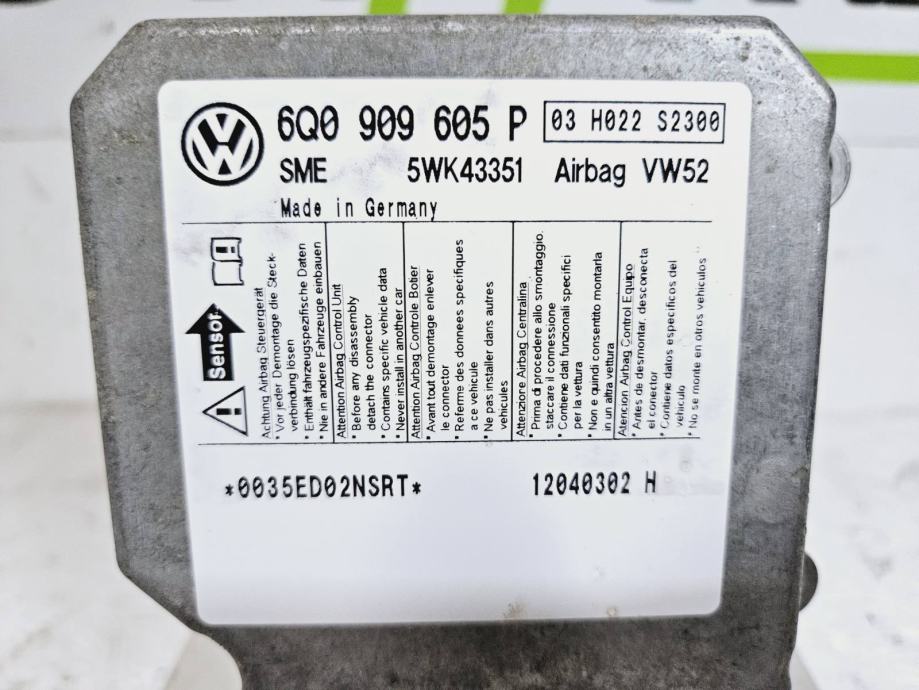 6Q0 909 605 P
03 H022 S2300
SME 5WK43351 Airbag VW52
Made in Germany
Sensor
Achtung Airbag Steuergerät
* Vor jeder Demontage die Steck-
verbindung lösen
* Enthält fahrzeugspezifische Daten
* Nie in andere Fahrzeuge einbauen
Attention Airbag Control Unit
* Before any disassembly
detach the connector
* Contains specific vehicle data
* Never install in another car
Attention Airbag Controle Boitier
* Avant tout demontage enlever
le connector
* Referme des donnees specifiques
a ce vehicule
* Ne pas installer dans autres
vehicules
Attenzione Airbag Centralina
* Prima di procedere allo smontaggio.
staccare il connessione
* Contiene dati funzionali specifici
per la vettura
* Non e quindi consentito montarla
in un altra vettura
Atencion Airbag Control Equipo
* Antes de desmontar, desconecta
el conector
* Contiene datos especificos del
vehiculo
* No se monte en otros vehiculos
*0035ED02NSRT* 12040302 H